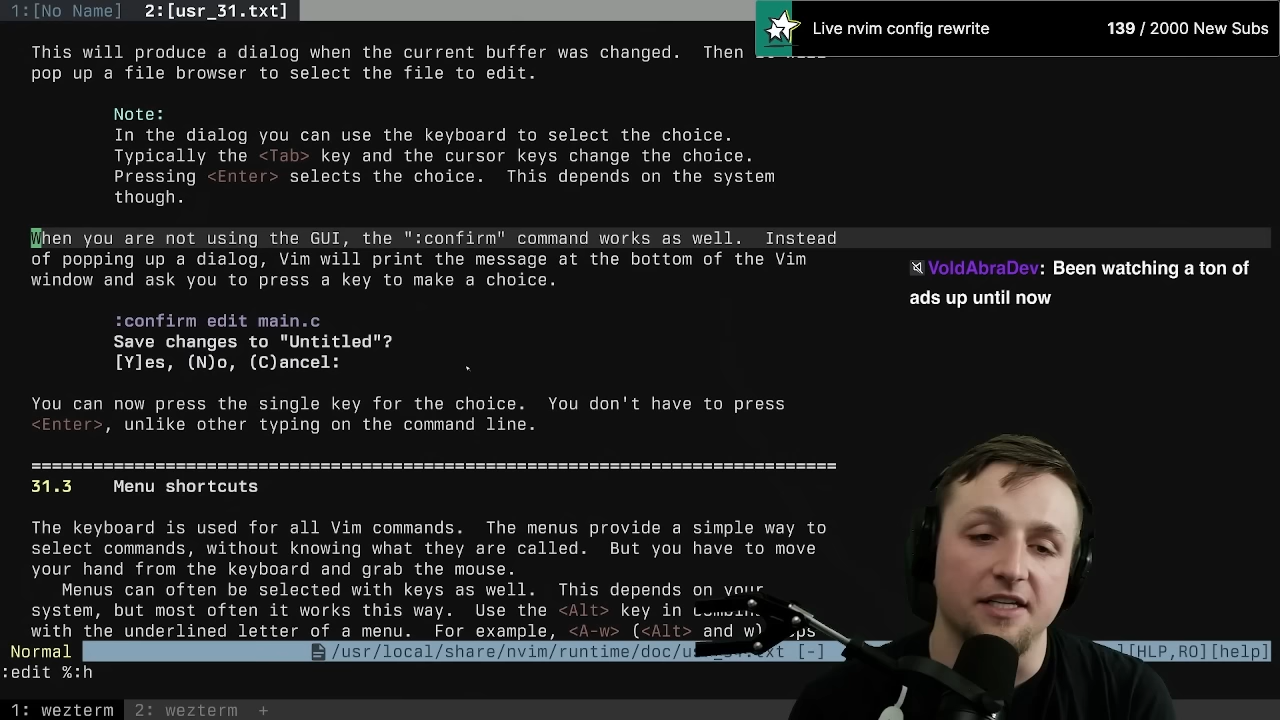 1:[No Name]  2:[usr_31.txt]
Live nvim config rewrite
139 / 2000 New Subs
This will produce a dialog when the current buffer was changed.  Then
pop up a file browser to select the file to edit.
Note:
In the dialog you can use the keyboard to select the choice.
Typically the <Tab> key and the cursor keys change the choice.
Pressing <Enter> selects the choice.  This depends on the system
though.
When you are not using the GUI, the ":confirm" command works as well.  Instead
of popping up a dialog, Vim will print the message at the bottom of the Vim
window and ask you to press a key to make a choice.
VoldAbraDev: Been watching a ton of
ads up until now
:confirm edit main.c
Save changes to "Untitled"?
[Y]es, (N)o, (C)ancel:
You can now press the single key for the choice.  You don't have to press
<Enter>, unlike other typing on the command line.
==============================================================================
31.3    Menu shortcuts
The keyboard is used for all Vim commands.  The menus provide a simple way to
select commands, without knowing what they are called.  But you have to move
your hand from the keyboard and grab the mouse.
Menus can often be selected with keys as well.  This depends on your
system, but most often it works this way.  Use the <Alt> key in
with the underlined letter of a menu.  For example, <A-w> (<Alt> and w)
Normal
/usr/local/share/nvim/runtime/doc/ txt [-]
][HLP,RO][help]
:edit %:h
1: wezterm  2: wezterm  +